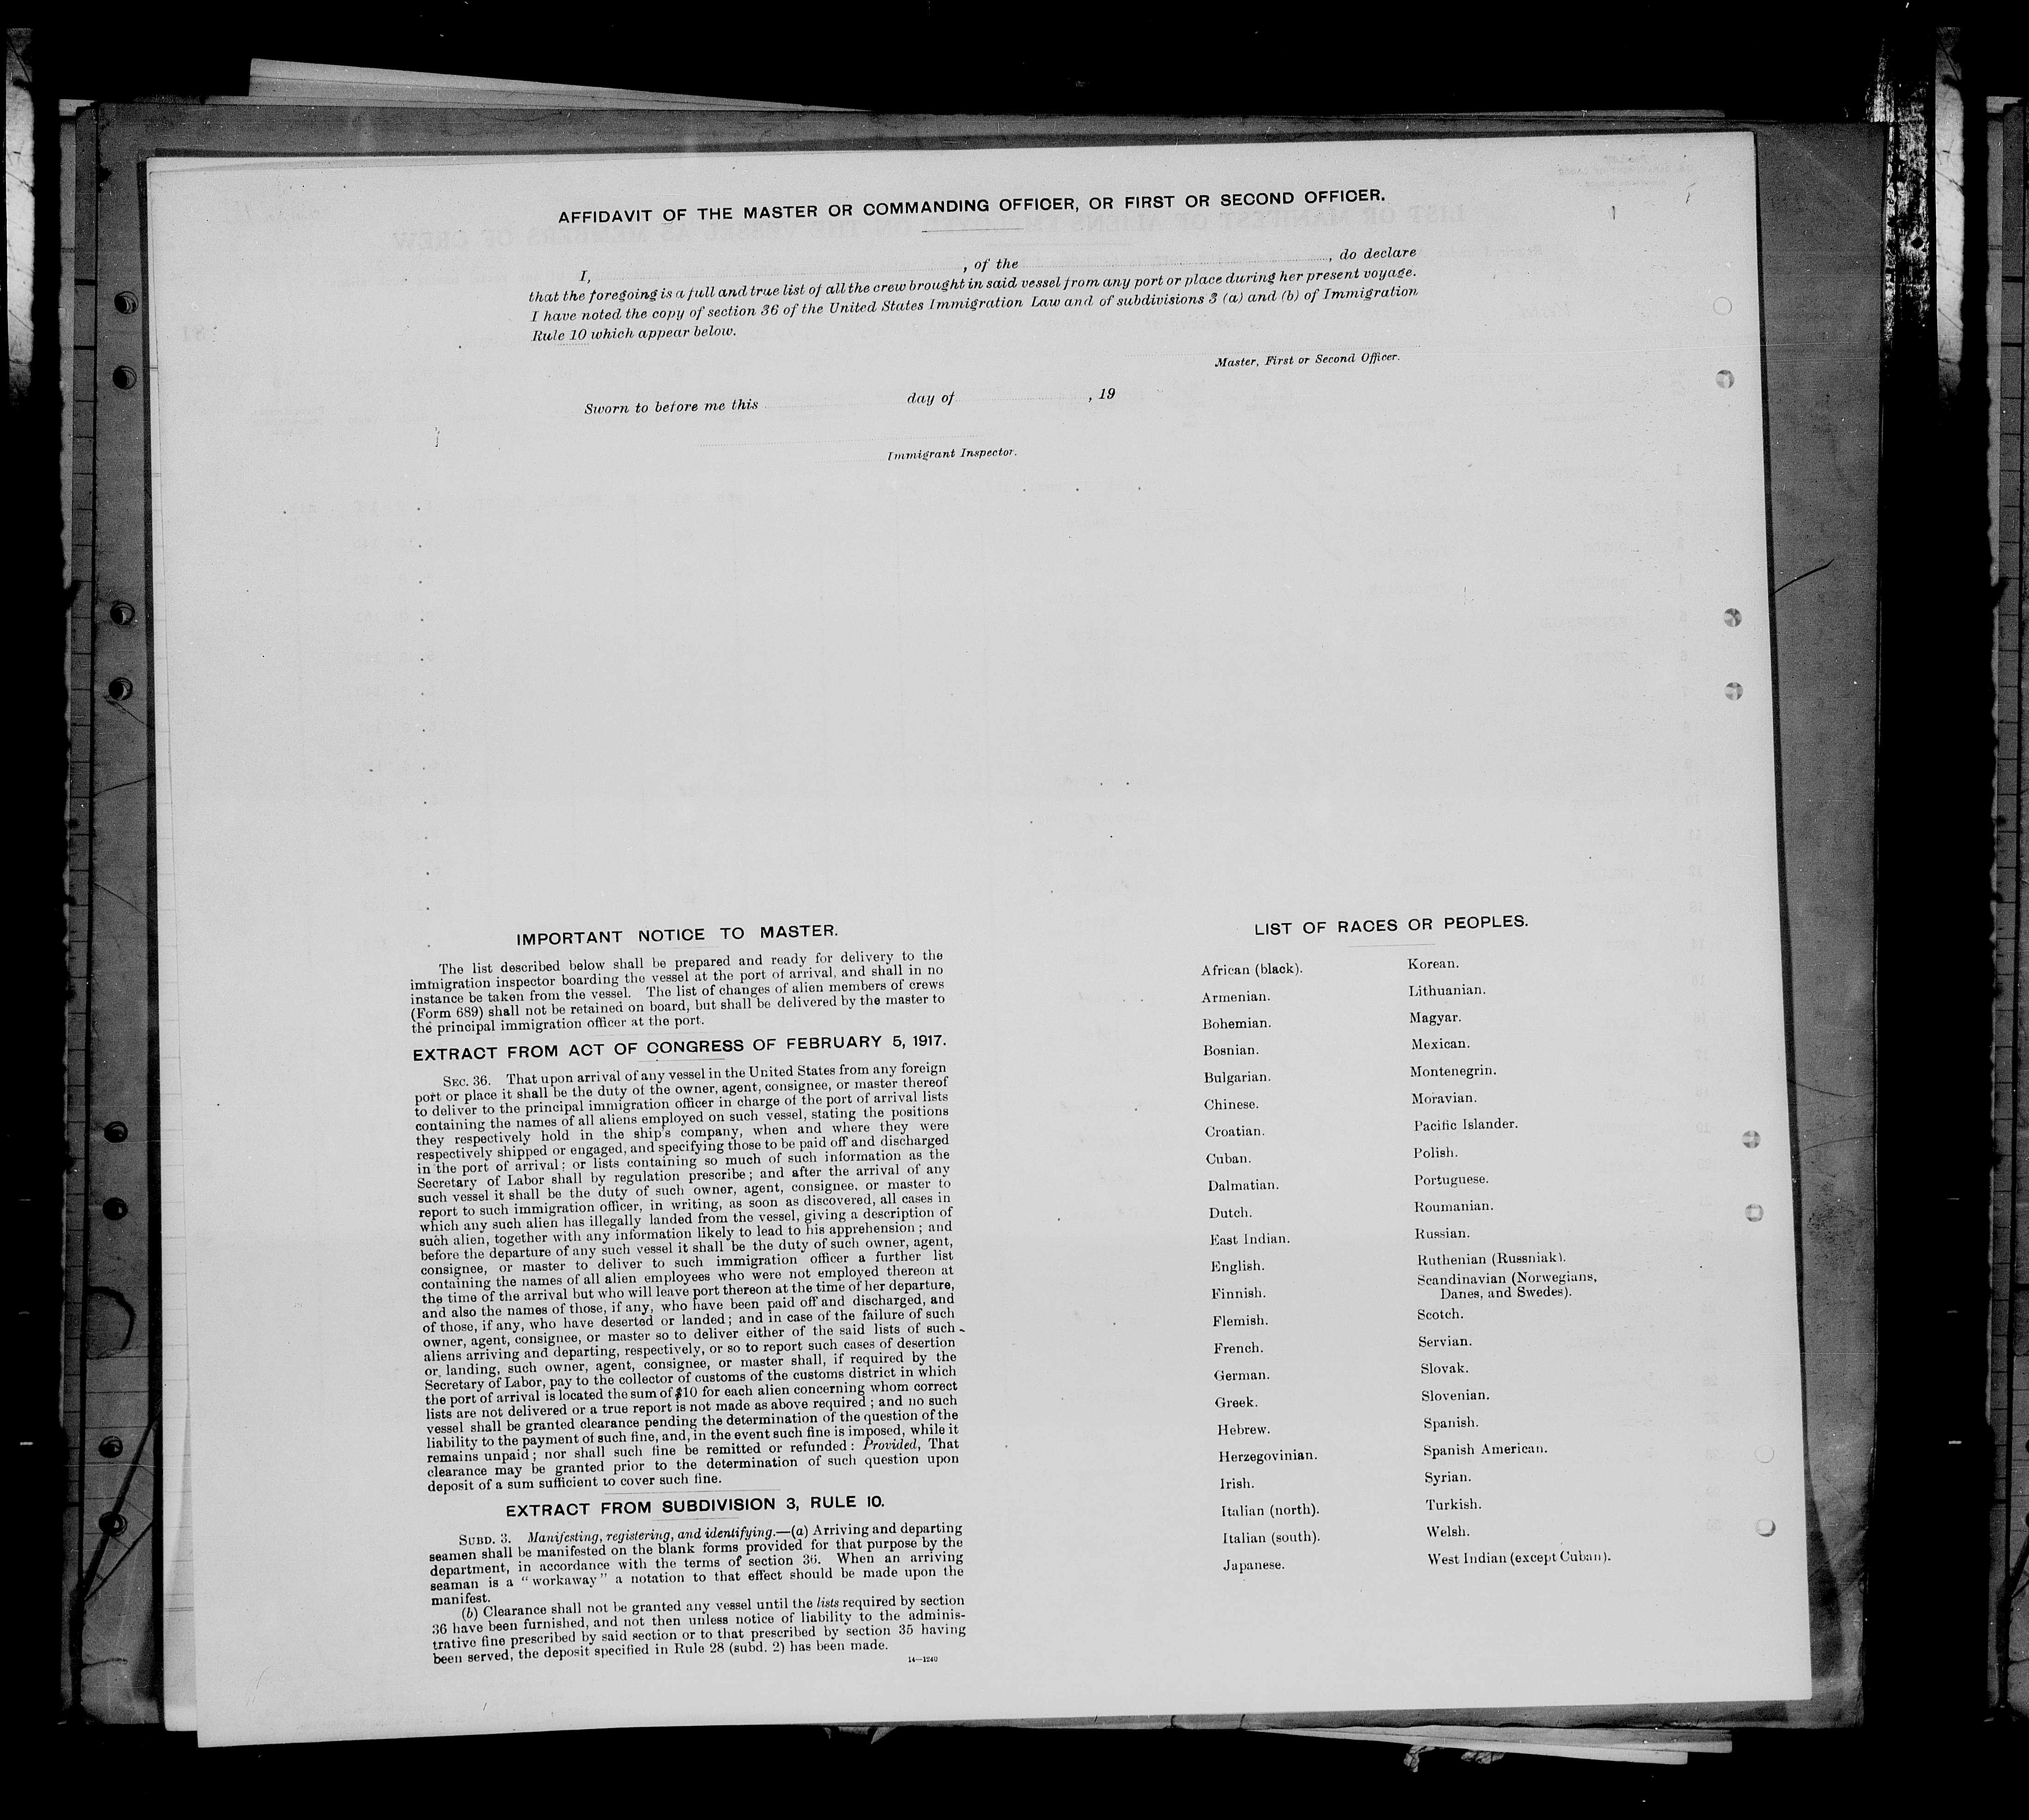 AFFIDAVIT OF THE MASTER OR COMMANDING OFFICER, OR FIRST OR SECOND OFFICER.
I, , of the , do declare
that the foregoing is a full and true list of all the crew brought in said vessel from any port or place during her present voyage.
I have noted the copy of section 36 of the United States Immigration Law and of subdivisions 3 (a) and (b) of Immigration
Rule 10 which appear below.
Master, First or Second Officer.
Sworn to before me this day of , 19
Immigrant Inspector.
IMPORTANT NOTICE TO MASTER.
The list described below shall be prepared and ready for delivery to the
immigration inspector boarding the vessel at the port of arrival, and shall in no
instance be taken from the vessel. The list of changes of alien members of crews
(Form 689) shall not be retained on board, but shall be delivered by the master to
the principal immigration officer at the port.
EXTRACT FROM ACT OF CONGRESS OF FEBRUARY 5, 1917.
SEC. 36. That upon arrival of any vessel in the United States from any foreign
port or place it shall be the duty of the owner, agent, consignee, or master thereof
to deliver to the principal immigration officer in charge of the port of arrival lists
containing the names of all aliens employed on such vessel, stating the positions
they respectively hold in the ship's company, when and where they were
respectively shipped or engaged, and specifying those to be paid off and discharged
in the port of arrival; or lists containing so much of such information as the
Secretary of Labor shall by regulation prescribe; and after the arrival of any
such vessel it shall be the duty of such owner, agent, consignee, or master to
report to such immigration officer, in writing, as soon as discovered, all cases in
which any such alien has illegally landed from the vessel, giving a description of
such alien, together with any information likely to lead to his apprehension; and
before the departure of any such vessel it shall be the duty of such owner, agent,
consignee, or master to deliver to such immigration officer a further list
containing the names of all alien employees who were not employed thereon at
the time of the arrival but who will leave port thereon at the time of her departure,
and also the names of those, if any, who have been paid off and discharged, and
of those, if any, who have deserted or landed; and in case of the failure of such
owner, agent, consignee, or master so to deliver either of the said lists of such
aliens arriving and departing, respectively, or so to report such cases of desertion
or landing, such owner, agent, consignee, or master shall, if required by the
Secretary of Labor, pay to the collector of customs of the customs district in which
the port of arrival is located the sum of $10 for each alien concerning whom correct
lists are not delivered or a true report is not made as above required; and no such
vessel shall be granted clearance pending the determination of the question of the
liability to the payment of such fine, and, in the event such fine is imposed, while it
remains unpaid; nor shall such fine be remitted or refunded: Provided, That
clearance may be granted prior to the determination of such question upon
deposit of a sum sufficient to cover such fine.
EXTRACT FROM SUBDIVISION 3, RULE 10.
SUBD. 3. Manifesting, registering, and identifying.—(a) Arriving and departing
seamen shall be manifested on the blank forms provided for that purpose by the
department, in accordance with the terms of section 36. When an arriving
seaman is a "workaway" a notation to that effect should be made upon the
manifest.
(b) Clearance shall not be granted any vessel until the lists required by section
36 have been furnished, and not then unless notice of liability to the adminis-
trative fine prescribed by said section or to that prescribed by section 35 having
been served, the deposit specified in Rule 28 (subd. 2) has been made.
14—1240
LIST OF RACES OR PEOPLES.
African (black).
Armenian.
Bohemian.
Bosnian.
Bulgarian.
Chinese.
Croatian.
Cuban.
Dalmatian.
Dutch.
East Indian.
English.
Finnish.
Flemish.
French.
German.
Greek.
Hebrew.
Herzegovinian.
Irish.
Italian (north).
Italian (south).
Japanese.
Korean.
Lithuanian.
Magyar.
Mexican.
Montenegrin.
Moravian.
Pacific Islander.
Polish.
Portuguese.
Roumanian.
Russian.
Ruthenian (Russniak).
Scandinavian (Norwegians,
Danes, and Swedes).
Scotch.
Servian.
Slovak.
Slovenian.
Spanish.
Spanish American.
Syrian.
Turkish.
Welsh.
West Indian (except Cuban).